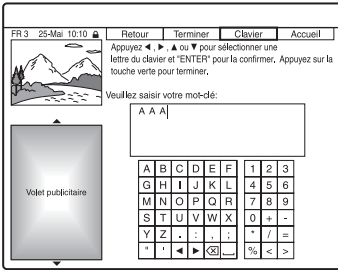 FR 3 25-Mai 10:10
Retour Terminer Clavier Accueil
Appuyez ◄ , ► , ▲ ou ▼ pour sélectionner une
lettre du clavier et "ENTER" pour la confirmer. Appuyez sur la
touche verte pour terminer.
Veuillez saisir votre mot-clé:
A A A
Volet publicitaire
A B C D E F 1 2 3
G H I J K L 4 5 6
M N O P Q R 7 8 9
S T U V W X 0 + -
Y Z . : , ; * / =
" ' ◄ ► ⌫ ⎵ % < >